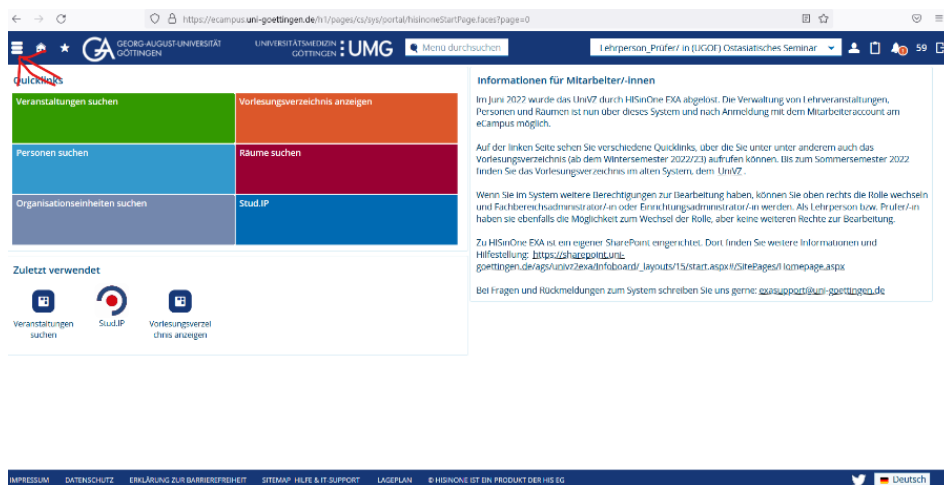 https://ecampus.uni-goettingen.de/h1/pages/cs/sys/portal/hisinoneStartPage.faces?page=0
GEORG-AUGUST-UNIVERSITÄT
GÖTTINGEN
UNIVERSITÄTSMEDIZIN
GÖTTINGEN : UMG
Menü durchsuchen
Lehrperson_Prüfer/ in (UGOE) Ostasiatisches Seminar
59
Quicklinks
Veranstaltungen suchen
Vorlesungsverzeichnis anzeigen
Personen suchen
Räume suchen
Organisationseinheiten suchen
Stud.IP
Zuletzt verwendet
Veranstaltungen
suchen
Stud.IP
Vorlesungsverzei
chnis anzeigen
Informationen für Mitarbeiter/-innen
Im Juni 2022 wurde das UniVZ durch HISinOne EXA abgelöst. Die Verwaltung von Lehrveranstaltungen,
Personen und Räumen ist nun über dieses System und nach Anmeldung mit dem Mitarbeiteraccount am
eCampus möglich.
Auf der linken Seite sehen Sie verschiedene Quicklinks, über die Sie unter unter anderem auch das
Vorlesungsverzeichnis (ab dem Wintersemester 2022/23) aufrufen können. Bis zum Sommersemester 2022
finden Sie das Vorlesungsverzeichnis im alten System, dem UniVZ .
Wenn Sie im System weitere Berechtigungen zur Bearbeitung haben, können Sie oben rechts die Rolle wechseln
und Fachbereichsadministrator/-in oder Einrichtungsadministrator/-in werden. Als Lehrperson bzw. Prüfer/-in
haben sie ebenfalls die Möglichkeit zum Wechsel der Rolle, aber keine weiteren Rechte zur Bearbeitung.
Zu HISinOne EXA ist ein eigener SharePoint eingerichtet. Dort finden Sie weitere Informationen und
Hilfestellung: https://sharepoint.uni-
goettingen.de/ags/univz2exa/Infoboard/_layouts/15/start.aspx#/SitePages/Homepage.aspx
Bei Fragen und Rückmeldungen zum System schreiben Sie uns gerne: exasupport@uni-goettingen.de
IMPRESSUM DATENSCHUTZ ERKLÄRUNG ZUR BARRIEREFREIHEIT SITEMAP HILFE & IT-SUPPORT LAGEPLAN © HISINONE IST EIN PRODUKT DER HIS EG
Deutsch